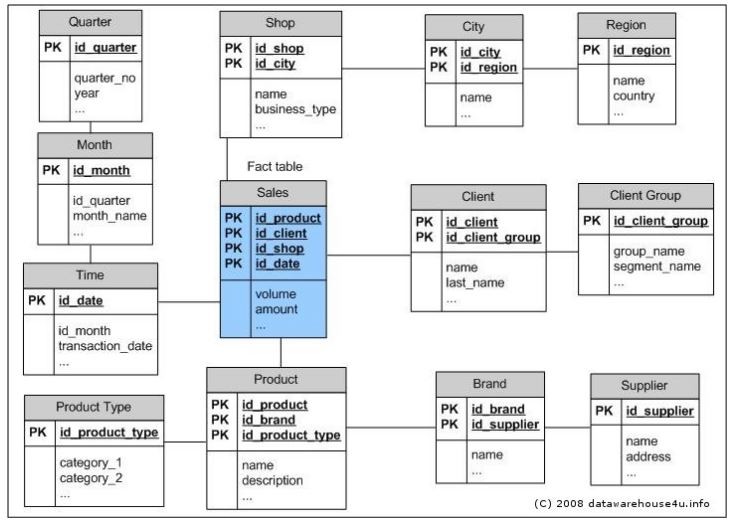 Quarter
PK id_quarter
quarter_no
year
...
Shop
PK id_shop
PK id_city
name
business_type
...
City
PK id_city
PK id_region
name
...
Region
PK id_region
name
country
...
Month
PK id_month
id_quarter
month_name
...
Fact table
Sales
PK id_product
PK id_client
PK id_shop
PK id_date
volume
amount
...
Client
PK id_client
PK id_client_group
name
last_name
...
Client Group
PK id_client_group
group_name
segment_name
...
Time
PK id_date
id_month
transaction_date
...
Product Type
PK id_product_type
category_1
category_2
...
Product
PK id_product
PK id_brand
PK id_product_type
name
description
...
Brand
PK id_brand
PK id_supplier
name
...
Supplier
PK id_supplier
name
address
...
(C) 2008 datawarehouse4u.info